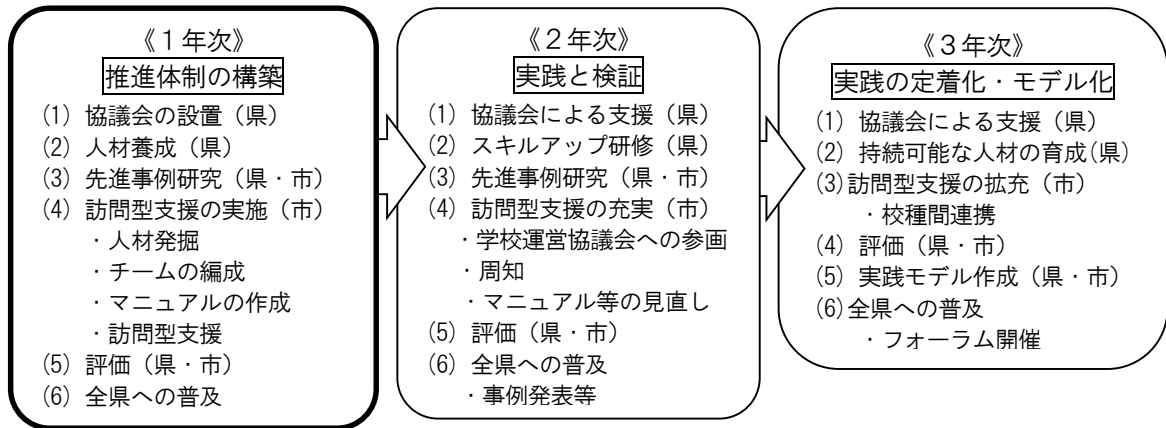 《1年次》
推進体制の構築
(1) 協議会の設置(県)
(2) 人材養成(県)
(3) 先進事例研究(県・市)
(4) 訪問型支援の実施(市)
・人材発掘
・チームの編成
・マニュアルの作成
・訪問型支援
(5) 評価(県・市)
(6) 全県への普及
《2年次》
実践と検証
(1) 協議会による支援(県)
(2) スキルアップ研修(県)
(3) 先進事例研究(県・市)
(4) 訪問型支援の充実(市)
・学校運営協議会への参画
・周知
・マニュアル等の見直し
(5) 評価(県・市)
(6) 全県への普及
・事例発表等
《3年次》
実践の定着化・モデル化
(1) 協議会による支援(県)
(2) 持続可能な人材の育成(県)
(3)訪問型支援の拡充(市)
・校種間連携
(4) 評価(県・市)
(5) 実践モデル作成(県・市)
(6)全県への普及
・フォーラム開催